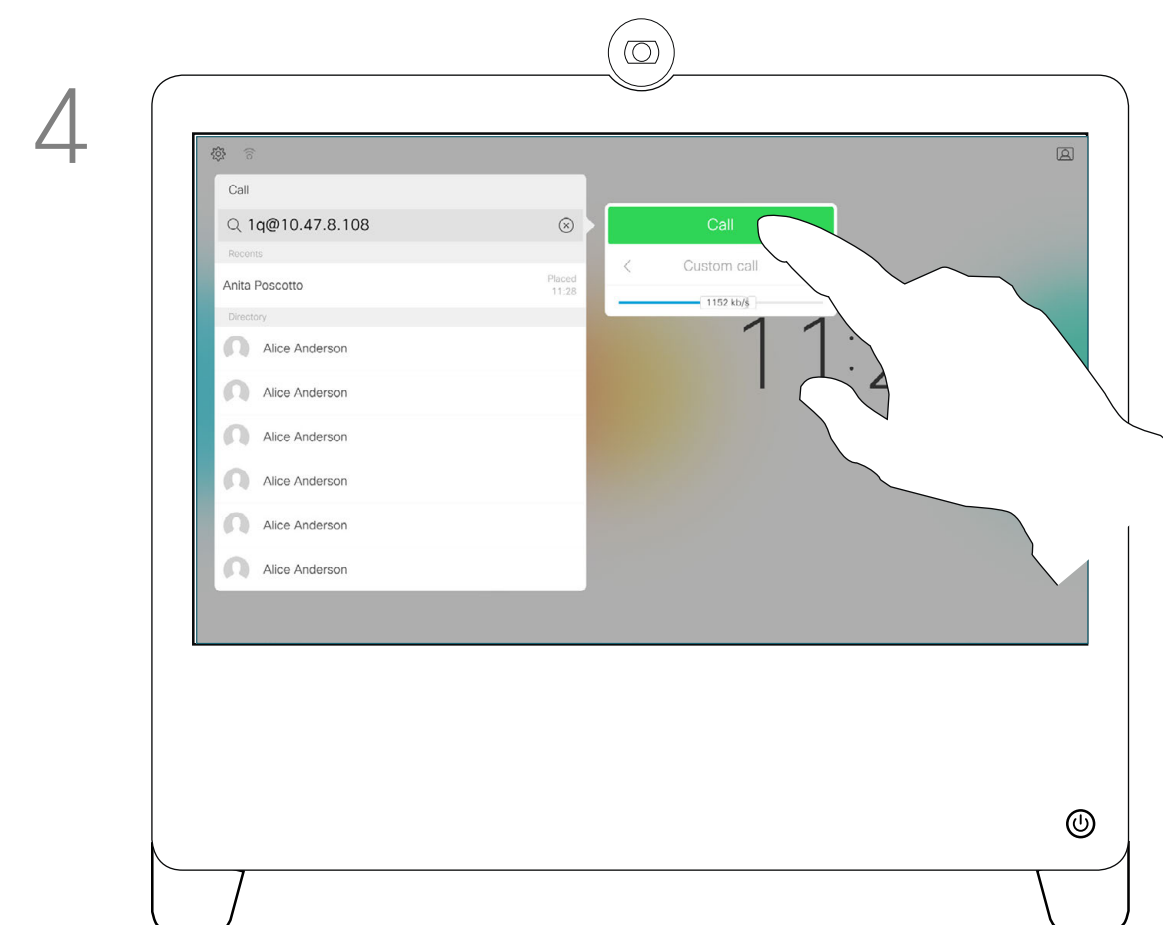 4
Call
1q@10.47.8.108
Recents
Anita Poscotto
Placed
11:28
Directory
Alice Anderson
Alice Anderson
Alice Anderson
Alice Anderson
Alice Anderson
Alice Anderson
Call
Custom call
1152 kb/s